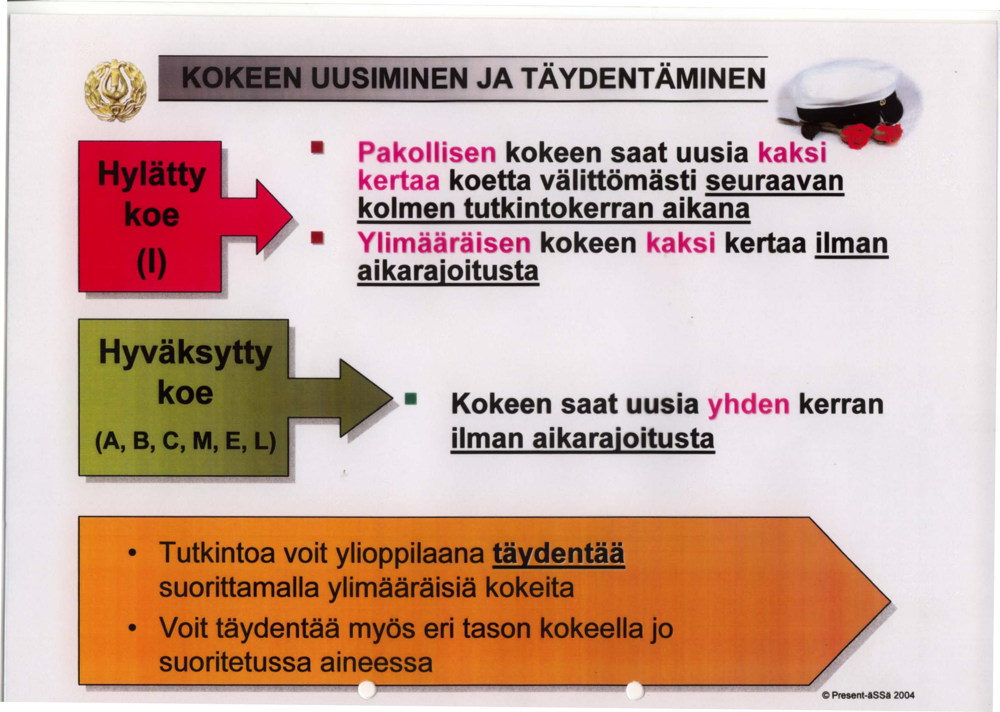 KOKEEN UUSIMINEN JA TÄYDENTÄMINEN
Hylätty
koe
(I)
Pakollisen kokeen saat uusia kaksi
kertaa koetta välittömästi seuraavan
kolmen tutkintokerran aikana
Ylimääräisen kokeen kaksi kertaa ilman
aikarajoitusta
Hyväksytty
koe
(A, B, C, M, E, L)
Kokeen saat uusia yhden kerran
ilman aikarajoitusta
• Tutkintoa voit ylioppilaana täydentää
suorittamalla ylimääräisiä kokeita
• Voit täydentää myös eri tason kokeella jo
suoritetussa aineessa
© Present-äSSä 2004